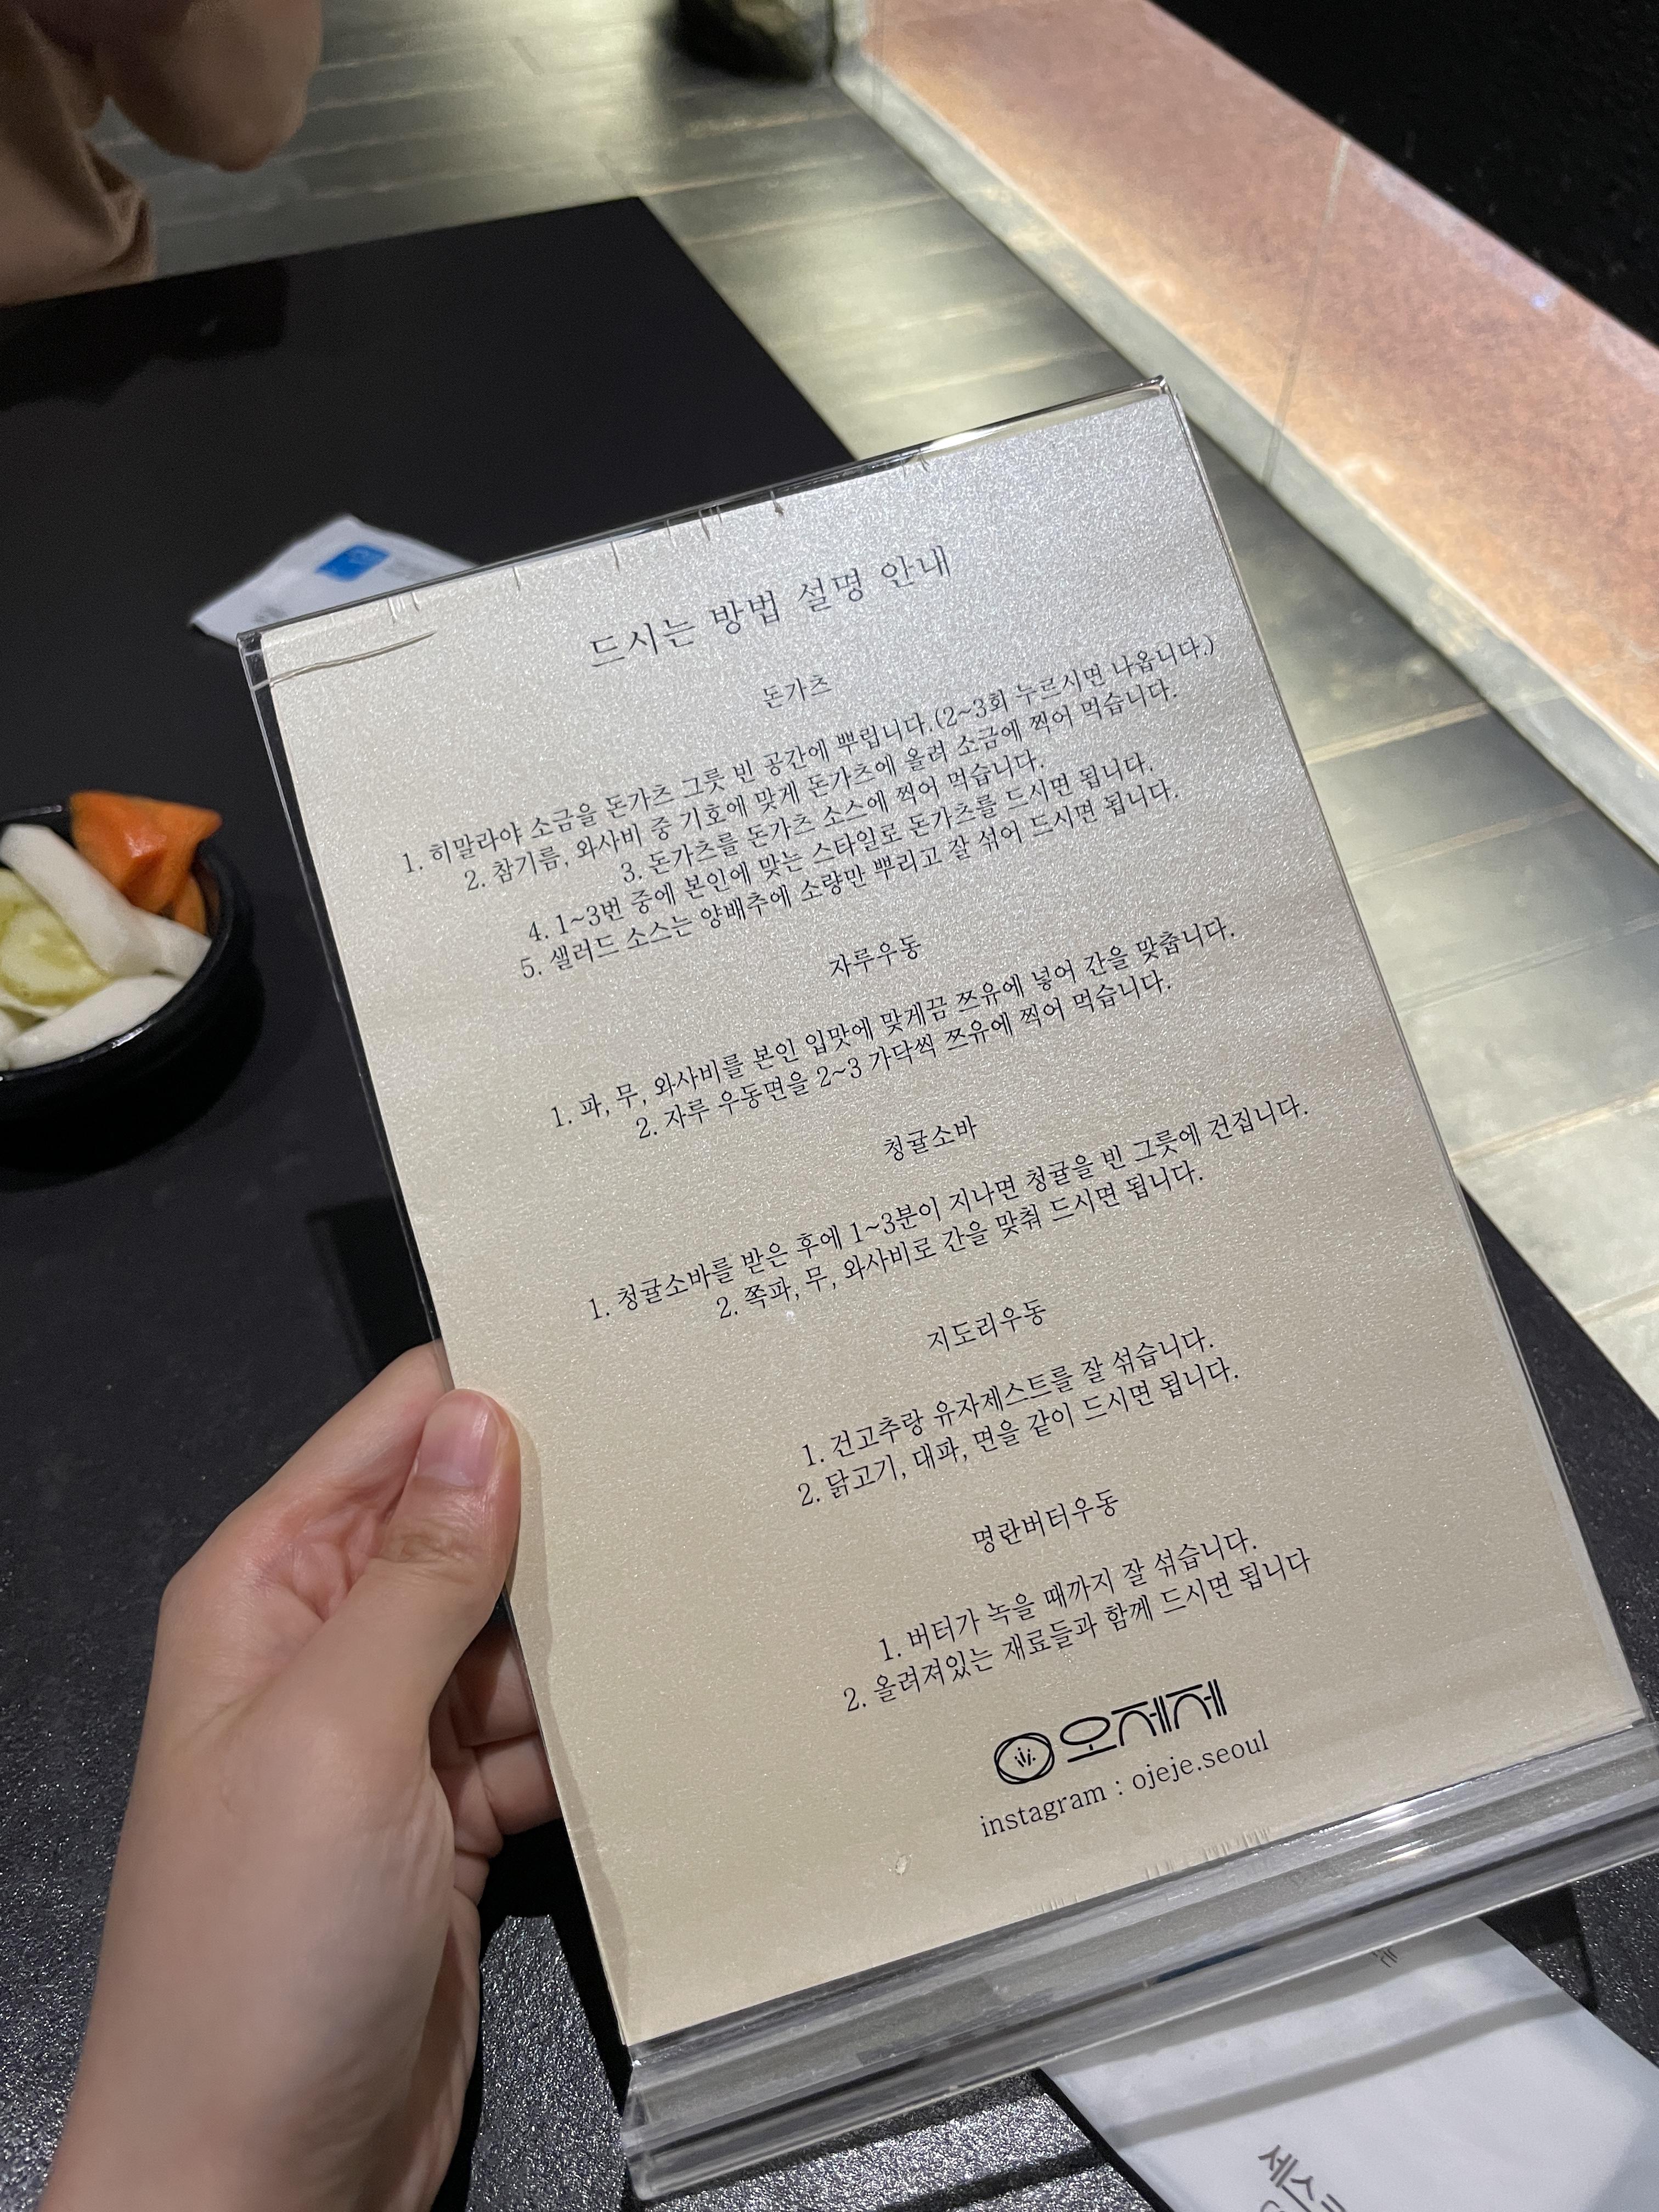 드시는 방법 설명 안내
돈가츠
1. 히말라야 소금을 돈가츠 그릇 빈 공간에 뿌립니다.(2~3회 누르시면 나옵니다.)
2. 참기름, 와사비 중 기호에 맞게 돈가츠에 올려 소금에 찍어 먹습니다.
3. 돈가츠를 돈가츠 소스에 찍어 먹습니다.
4. 1~3번 중에 본인에 맞는 스타일로 돈가츠를 드시면 됩니다.
5. 샐러드 소스는 양배추에 소량만 뿌리고 잘 섞어 드시면 됩니다.
자루우동
1. 파, 무, 와사비를 본인 입맛에 맞게끔 쯔유에 넣어 간을 맞춥니다.
2. 자루 우동면을 2~3 가닥씩 쯔유에 찍어 먹습니다.
청귤소바
1. 청귤소바를 받은 후에 1~3분이 지나면 청귤을 빈 그릇에 건집니다.
2. 쪽파, 무, 와사비로 간을 맞춰 드시면 됩니다.
지도리우동
1. 건고추랑 유자제스트를 잘 섞습니다.
2. 닭고기, 대파, 면을 같이 드시면 됩니다.
명란버터우동
1. 버터가 녹을 때까지 잘 섞습니다.
2. 올려져있는 재료들과 함께 드시면 됩니다
오제제
instagram : ojeje.seoul